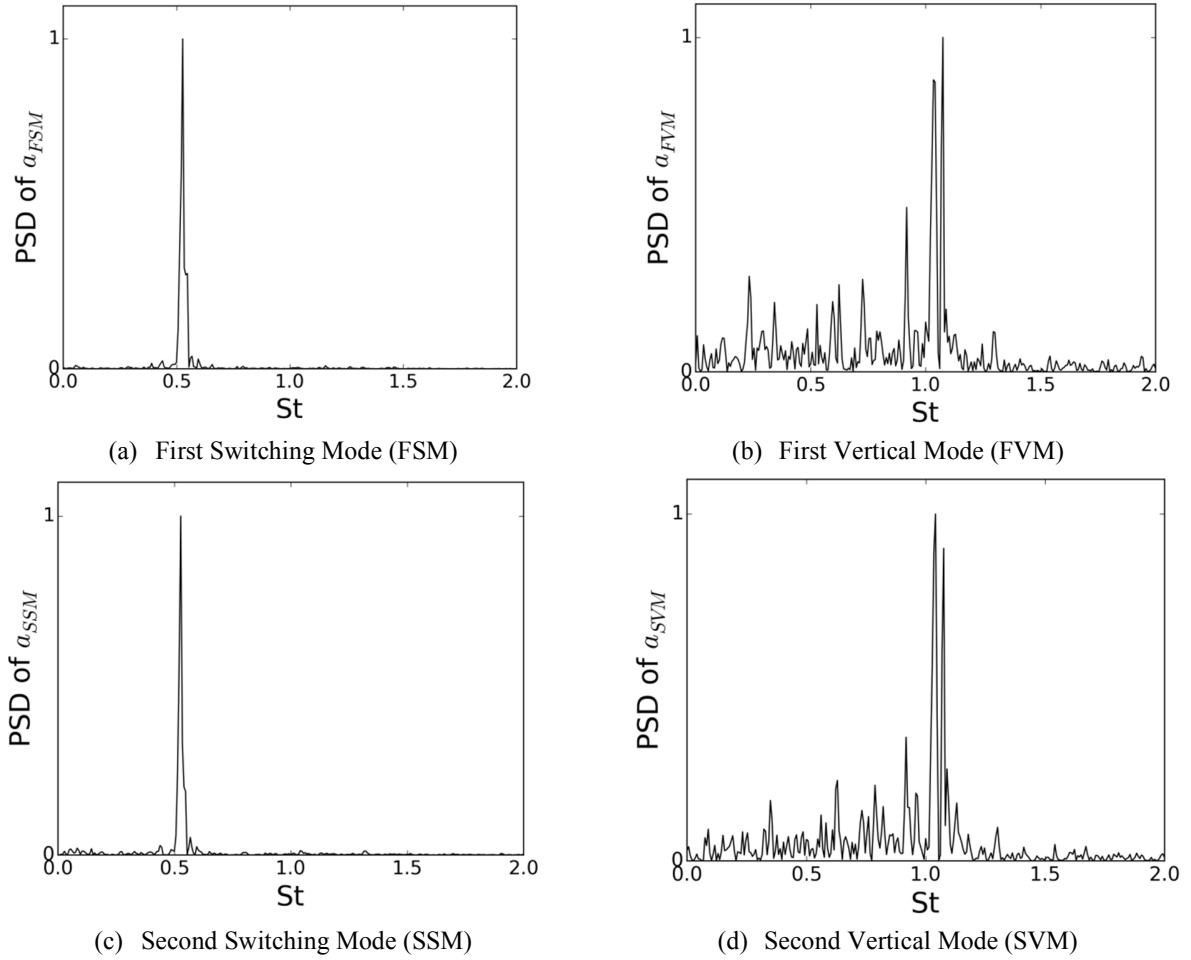 PSD of a_FSM
1
0
0.0 0.5 1.0 1.5 2.0
St
(a) First Switching Mode (FSM)
PSD of a_FVM
1
0
0.0 0.5 1.0 1.5 2.0
St
(b) First Vertical Mode (FVM)
PSD of a_SSM
1
0
0.0 0.5 1.0 1.5 2.0
St
(c) Second Switching Mode (SSM)
PSD of a_SVM
1
0
0.0 0.5 1.0 1.5 2.0
St
(d) Second Vertical Mode (SVM)